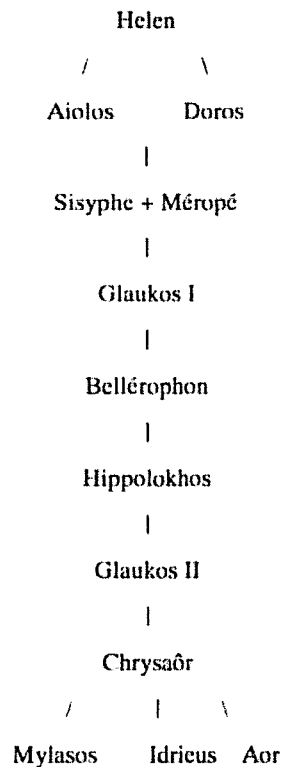 Helen
/ \
Aiolos Doros
|
Sisyphe + Méropé
|
Glaukos I
|
Bellérophon
|
Hippolokhos
|
Glaukos II
|
Chrysaôr
/ | \
Mylasos Idrieus Aor